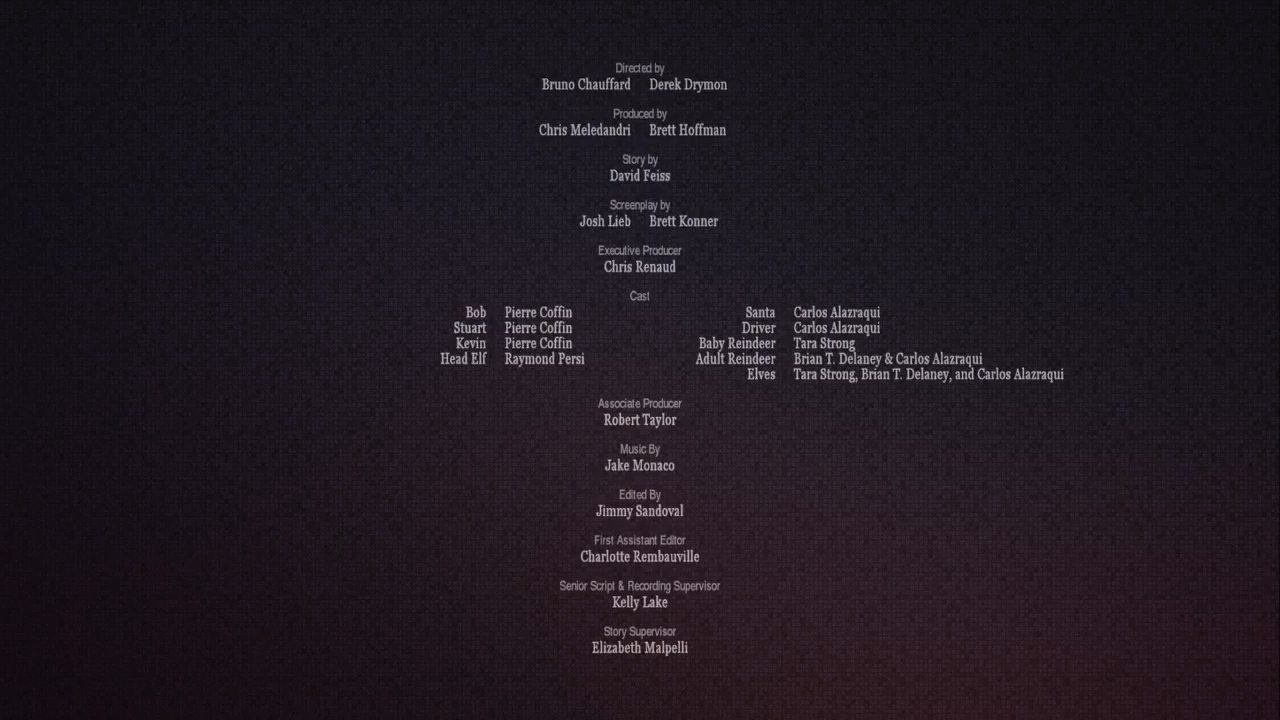 Directed by
Bruno Chauffard Derek Drymon
Produced by
Chris Meledandri Brett Hoffman
Story by
David Feiss
Screenplay by
Josh Lieb Brett Konner
Executive Producer
Chris Renaud
Cast
Bob Pierre Coffin
Stuart Pierre Coffin
Kevin Pierre Coffin
Head Elf Raymond Persi
Santa Carlos Alazraqui
Driver Carlos Alazraqui
Baby Reindeer Tara Strong
Adult Reindeer Brian T. Delaney & Carlos Alazraqui
Elves Tara Strong, Brian T. Delaney, and Carlos Alazraqui
Associate Producer
Robert Taylor
Music By
Jake Monaco
Edited By
Jimmy Sandoval
First Assistant Editor
Charlotte Rembauville
Senior Script & Recording Supervisor
Kelly Lake
Story Supervisor
Elizabeth Malpelli